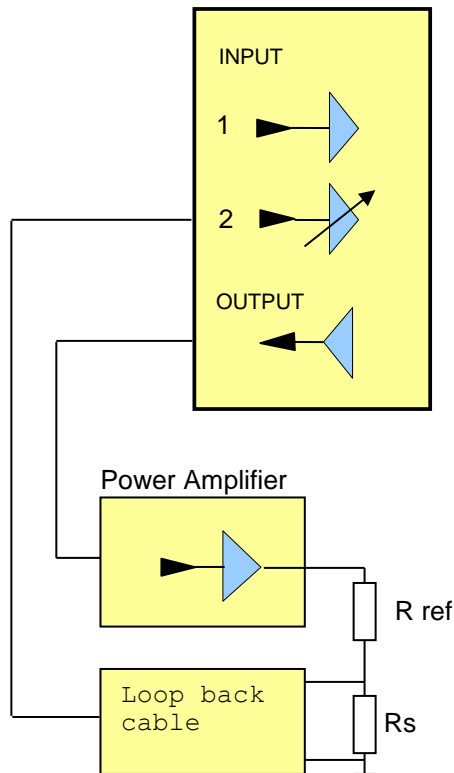 INPUT
1
2
OUTPUT
Power Amplifier
R ref
Loop back
cable
Rs